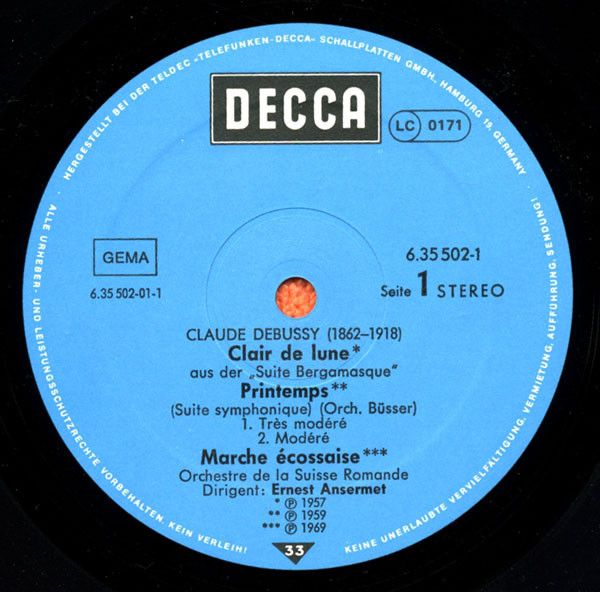 HERGESTELLT BEI DER TELDEC »TELEFUNKEN-DECCA« SCHALLPLATTEN GMBH, HAMBURG 19, GERMANY
DECCA
LC 0171
GEMA
6.35 502-01-1
6.35 502-1
Seite 1 STEREO
CLAUDE DEBUSSY (1862–1918)
Clair de lune*
aus der „Suite Bergamasque“
Printemps**
(Suite symphonique) (Orch. Büsser)
1. Très modéré
2. Modéré
Marche écossaise***
Orchestre de la Suisse Romande
Dirigent: Ernest Ansermet
* ℗ 1957
** ℗ 1959
*** ℗ 1969
33
· ALLE URHEBER- UND LEISTUNGSSCHUTZRECHTE VORBEHALTEN. KEIN VERLEIH!
KEINE UNERLAUBTE VERVIELFÄLTIGUNG, VERMIETUNG, AUFFÜHRUNG, SENDUNG! ·